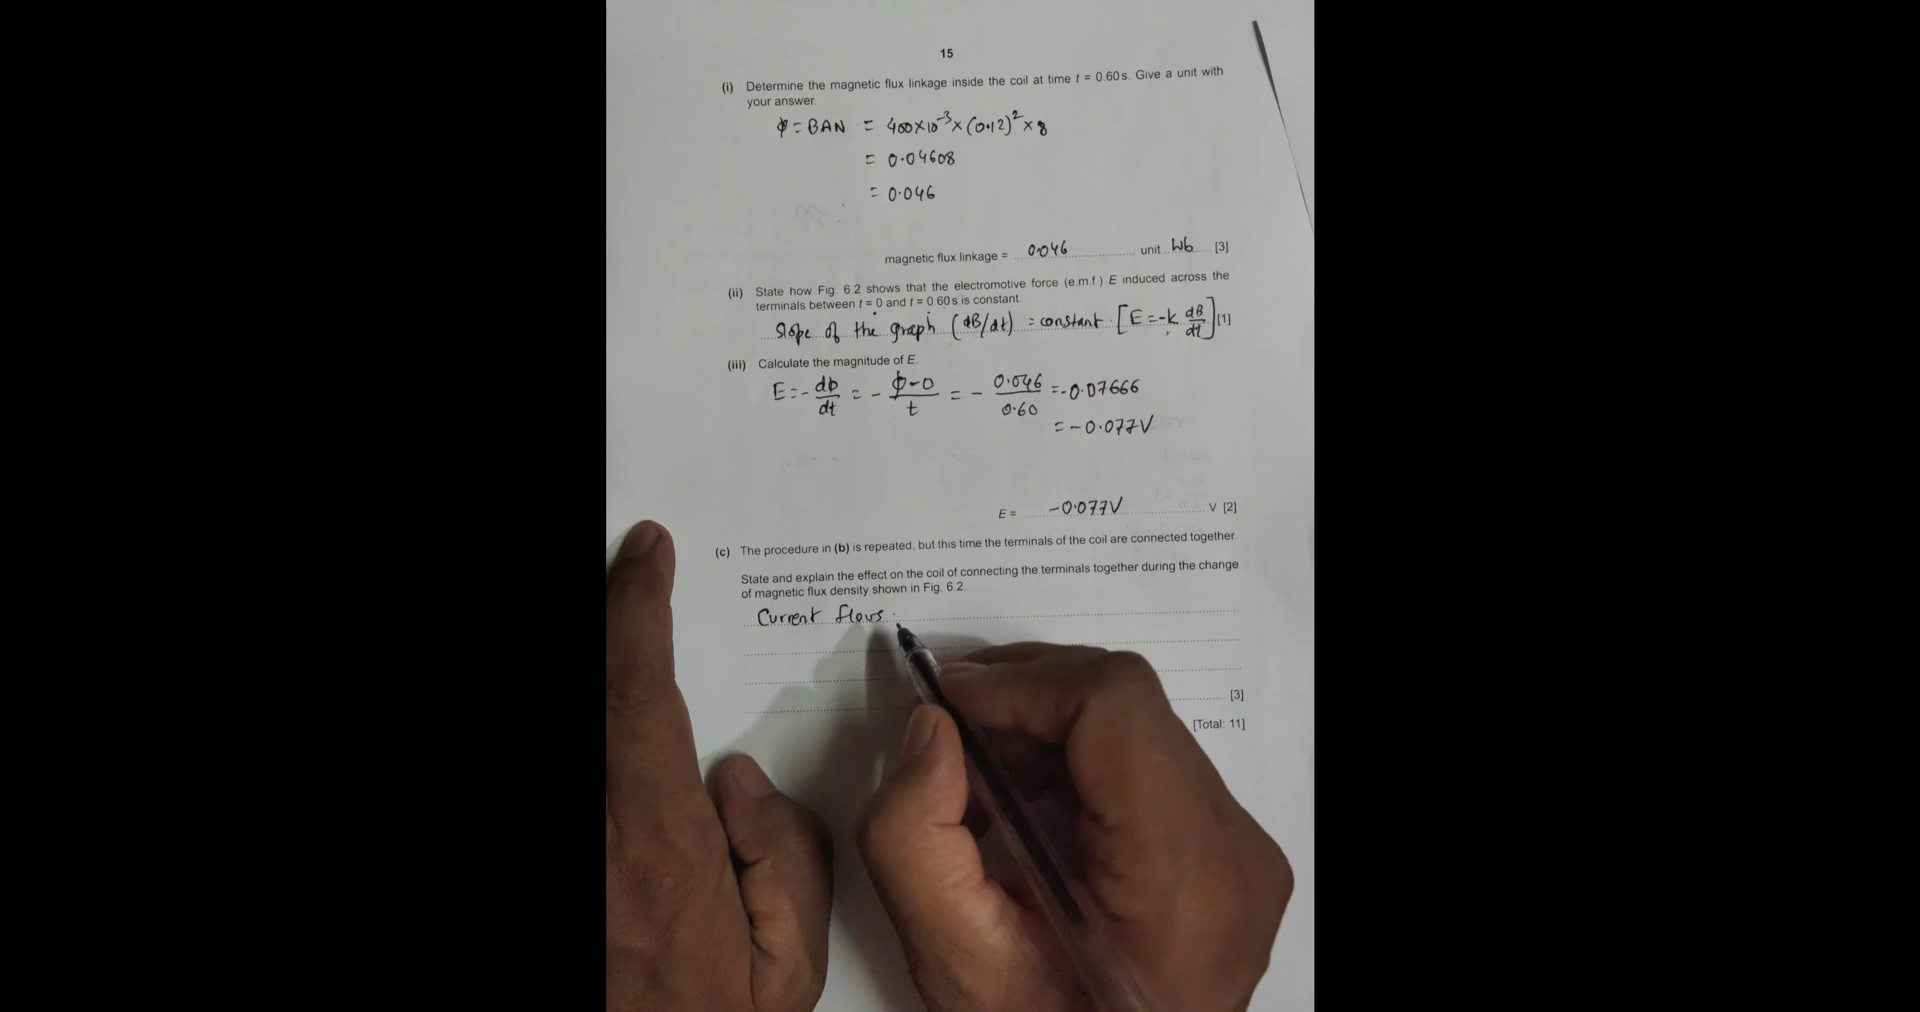 15
(i) Determine the magnetic flux linkage inside the coil at time t = 0.60 s. Give a unit with
your answer.
ϕ = BAN = 400×10⁻³×(0.12)²×8
= 0.04608
= 0.046
magnetic flux linkage = 0.046 unit Wb [3]
(ii) State how Fig. 6.2 shows that the electromotive force (e.m.f.) E induced across the
terminals between t = 0 and t = 0.60 s is constant.
Slope of the graph (dB/dt) = constant. [E = -k dB/dt] [1]
(iii) Calculate the magnitude of E.
E = - dϕ/dt = - ϕ-0/t = - 0.046/0.60 = -0.07666
= -0.077V
E = -0.077V V [2]
(c) The procedure in (b) is repeated, but this time the terminals of the coil are connected together.
State and explain the effect on the coil of connecting the terminals together during the change
of magnetic flux density shown in Fig. 6.2.
Current flows.
[3]
[Total: 11]